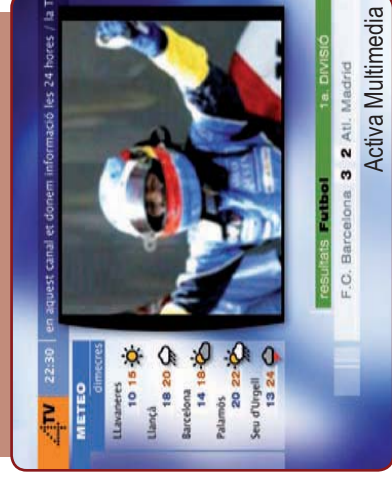 22:30 | en aquest canal et donem informació les 24 hores / la T
4TV
METEO
dimecres
LLavaneres
10 15
Llançà
18 20
Barcelona
14 18
Palamós
20 22
Seu d'Urgell
13 24
resultats Fútbol 1a. DIVISIÓ
F.C. Barcelona 3 2 Atl. Madrid
Activa Multimedia